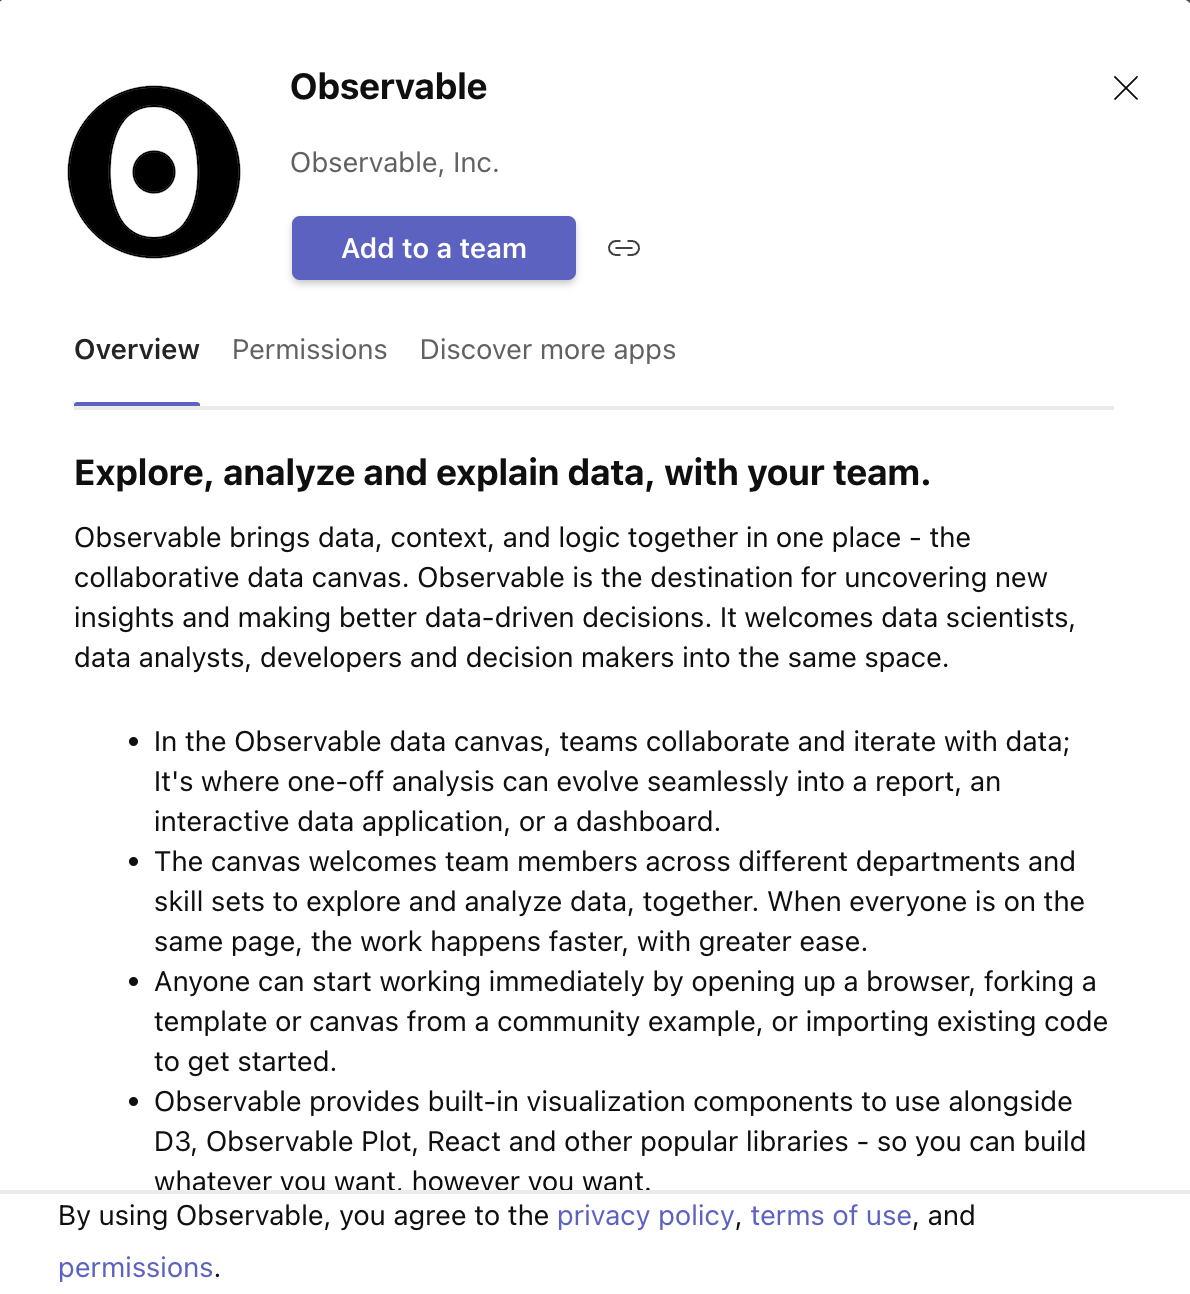 Observable
Observable, Inc.
Add to a team
Overview Permissions Discover more apps
Explore, analyze and explain data, with your team.
Observable brings data, context, and logic together in one place - the
collaborative data canvas. Observable is the destination for uncovering new
insights and making better data-driven decisions. It welcomes data scientists,
data analysts, developers and decision makers into the same space.
• In the Observable data canvas, teams collaborate and iterate with data;
It's where one-off analysis can evolve seamlessly into a report, an
interactive data application, or a dashboard.
• The canvas welcomes team members across different departments and
skill sets to explore and analyze data, together. When everyone is on the
same page, the work happens faster, with greater ease.
• Anyone can start working immediately by opening up a browser, forking a
template or canvas from a community example, or importing existing code
to get started.
• Observable provides built-in visualization components to use alongside
D3, Observable Plot, React and other popular libraries - so you can build
whatever you want, however you want.
By using Observable, you agree to the privacy policy, terms of use, and
permissions.